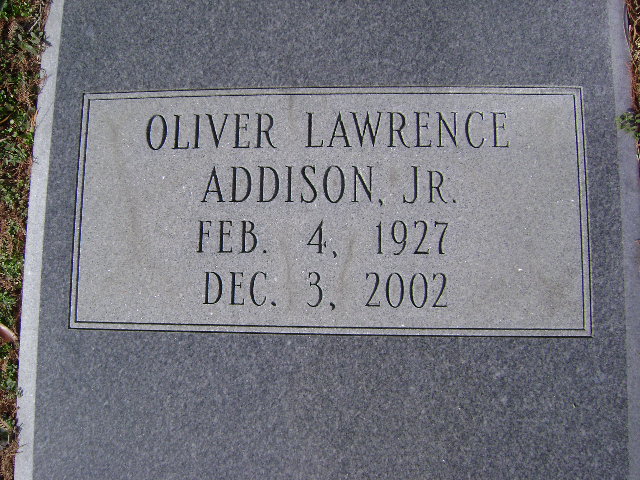 OLIVER LAWRENCE
ADDISON, JR.
FEB. 4, 1927
DEC. 3, 2002